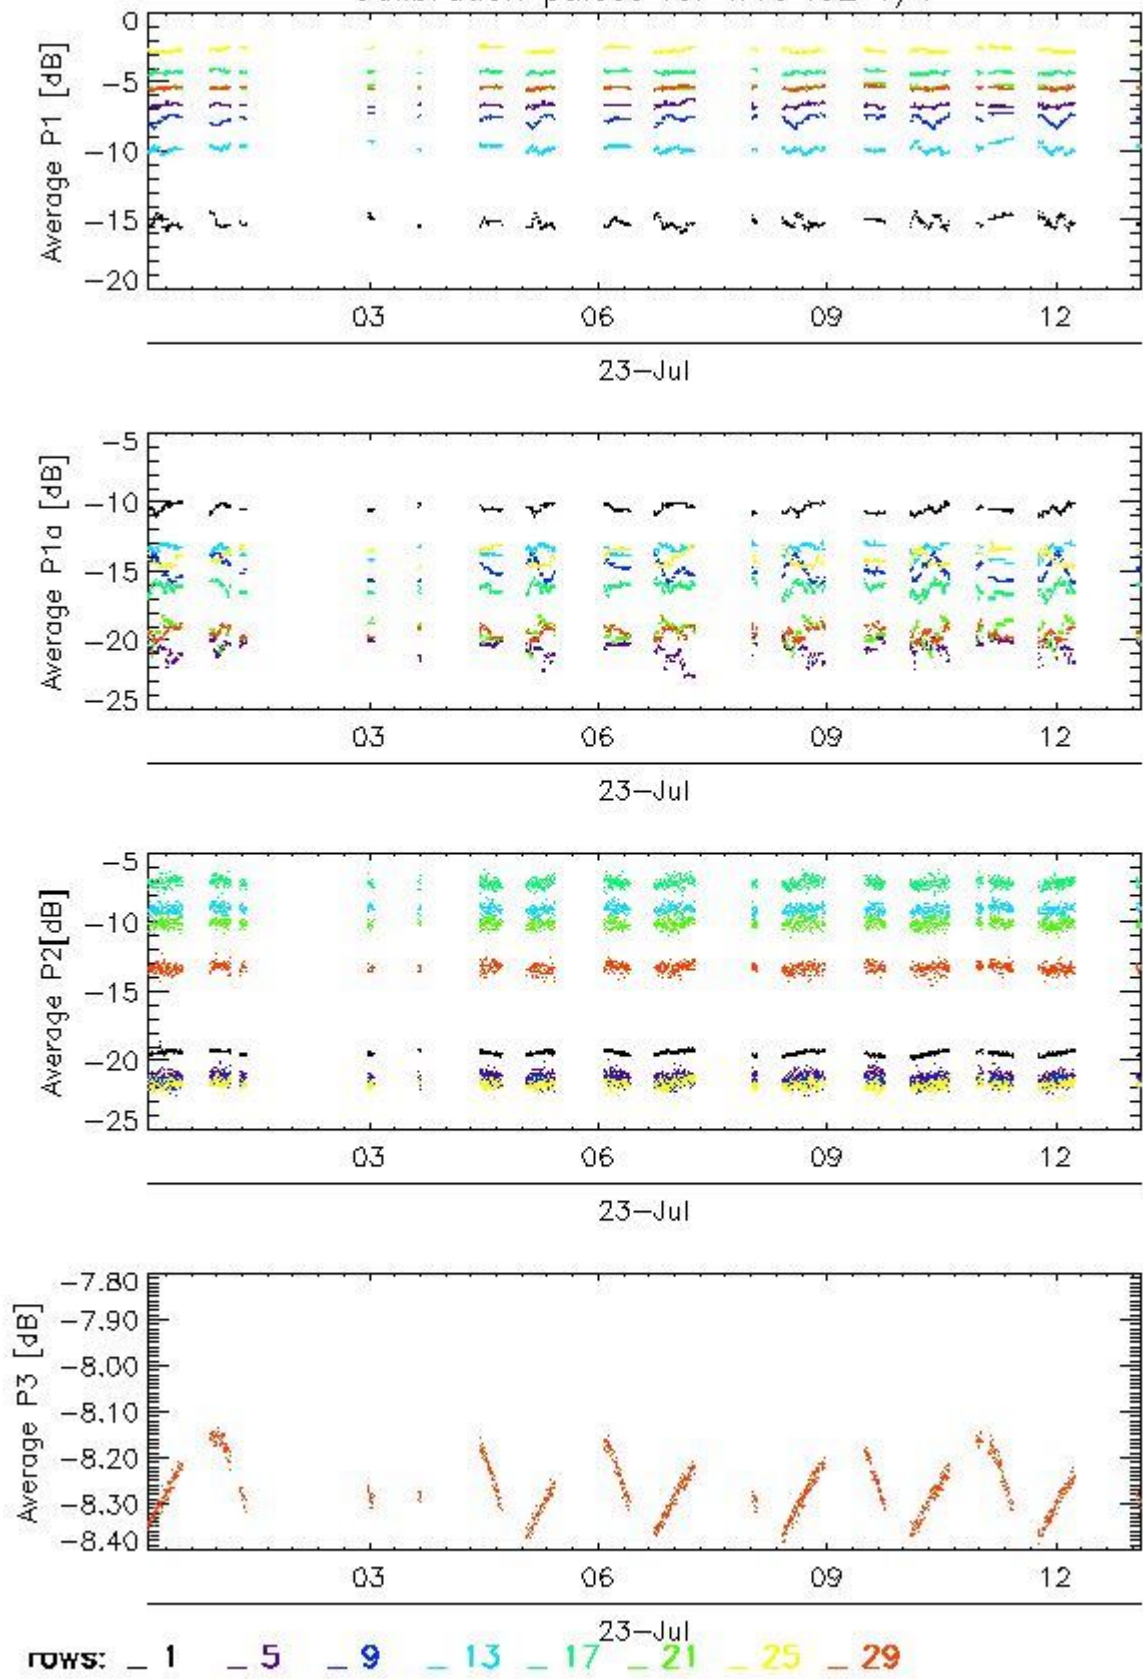 0
−5
−10
−15
−20
Average P1 [dB]
03 06 09 12
23−Jul
−5
−10
−15
−20
−25
Average P1a [dB]
03 06 09 12
23−Jul
−5
−10
−15
−20
−25
Average P2[dB]
03 06 09 12
23−Jul
−7.80
−7.90
−8.00
−8.10
−8.20
−8.30
−8.40
Average P3 [dB]
03 06 09 12
23−Jul
rows: _ 1 _ 5 _ 9 _ 13 _ 17 _ 21 _ 25 _ 29